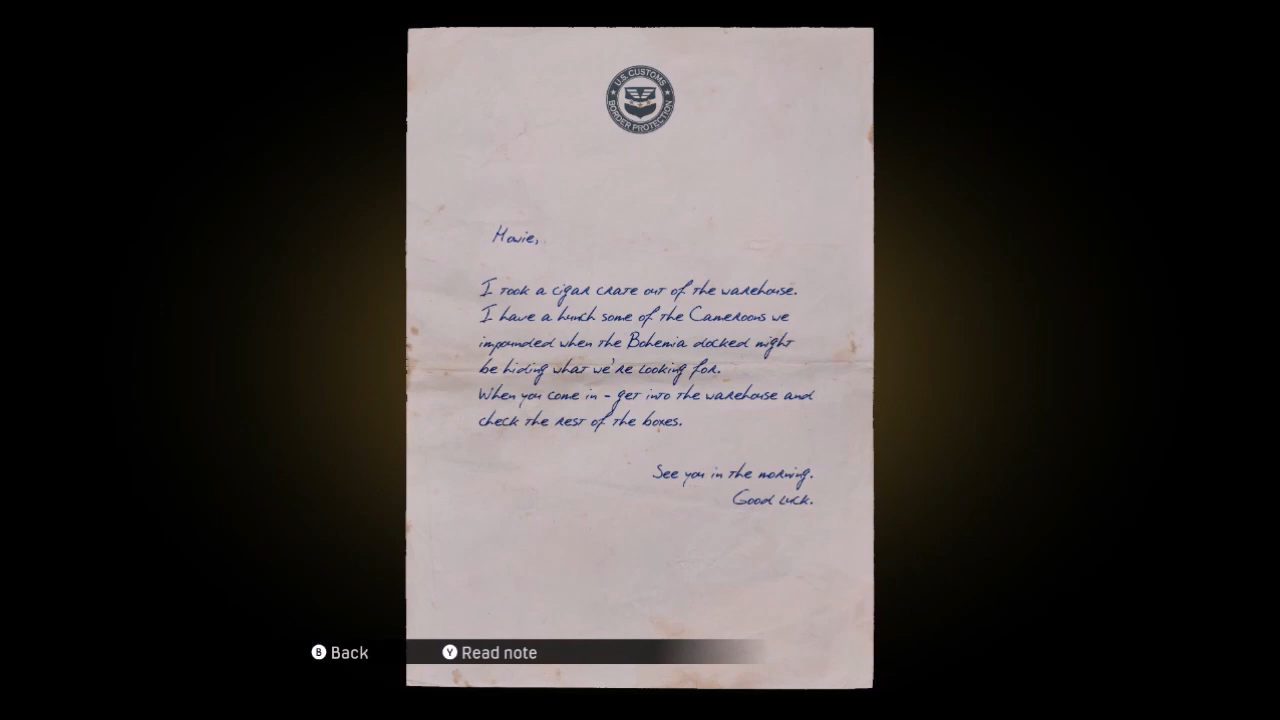 U.S. CUSTOMS
BORDER PROTECTION
Howie,
I took a cigar crate out of the warehouse.
I have a hunch some of the Cameroons we
impounded when the Bohemia docked might
be hiding what we're looking for.
When you come in - get into the warehouse and
check the rest of the boxes.
See you in the morning.
Good luck.
B Back
Y Read note